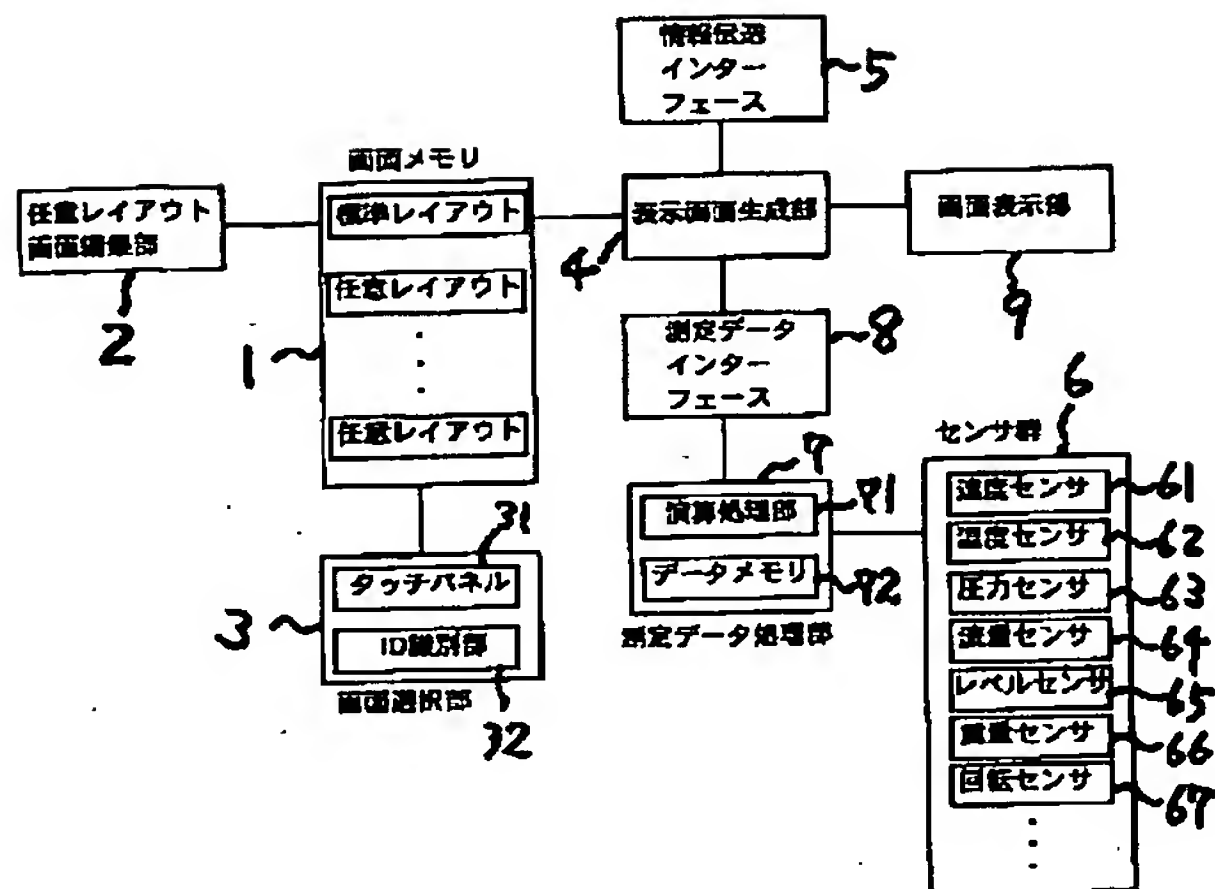 情報伝達
インター
フェース
5
画面メモリ
任意レイアウト
画面編集部
2
標準レイアウト
任意レイアウト
任意レイアウト
1
表示画面生成部
4
画面表示部
9
測定データ
インター
フェース
8
タッチパネル
31
ID識別部
32
3
画面選択部
7
演算処理部
71
データメモリ
72
測定データ処理部
6
センサ群
速度センサ
61
温度センサ
62
圧力センサ
63
流量センサ
64
レベルセンサ
65
重量センサ
66
回転センサ
67